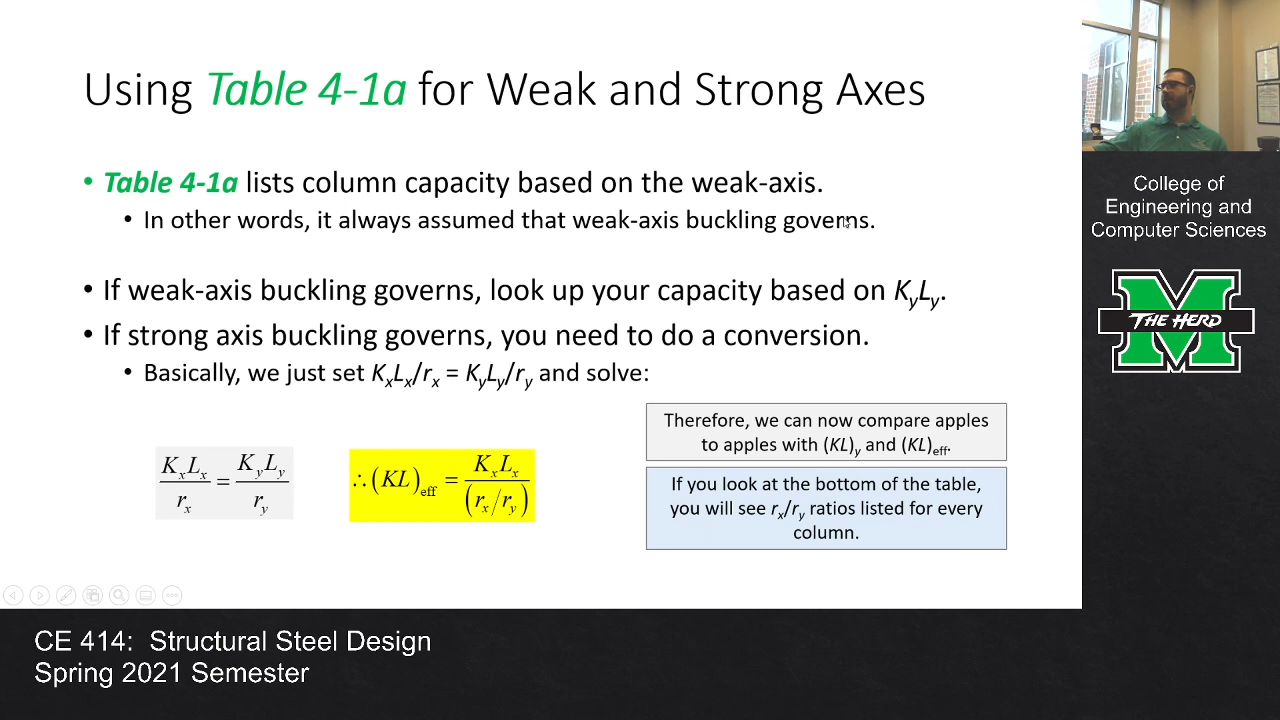 Using Table 4-1a for Weak and Strong Axes
• Table 4-1a lists column capacity based on the weak-axis.
• In other words, it always assumed that weak-axis buckling governs.
• If weak-axis buckling governs, look up your capacity based on KyLy.
• If strong axis buckling governs, you need to do a conversion.
• Basically, we just set KxLx/rx = KyLy/ry and solve:
KxLx/rx = KyLy/ry
∴(KL)eff = KxLx/(rx/ry)
Therefore, we can now compare apples
to apples with (KL)y and (KL)eff.
If you look at the bottom of the table,
you will see rx/ry ratios listed for every
column.
College of
Engineering and
Computer Sciences
THE HERD
CE 414: Structural Steel Design
Spring 2021 Semester